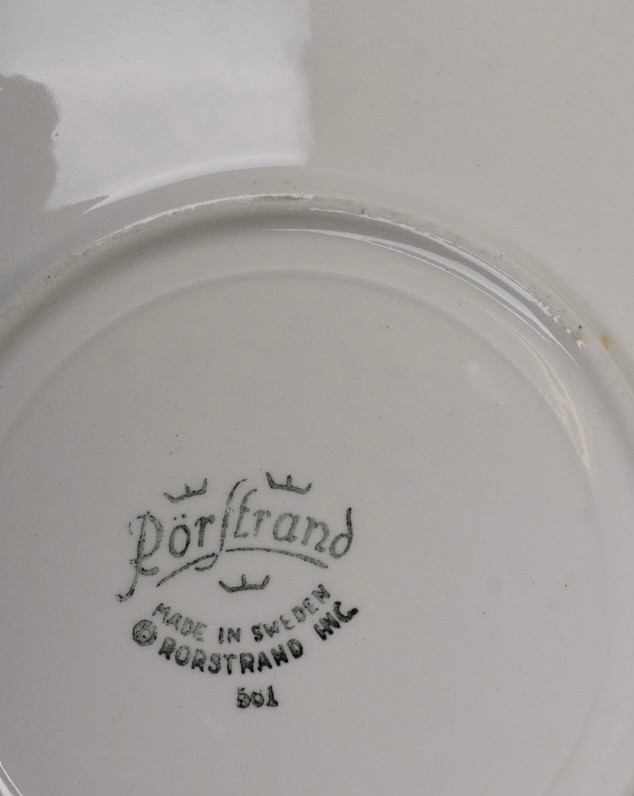 Rörstrand
MADE IN SWEDEN
© RORSTRAND INC.
501